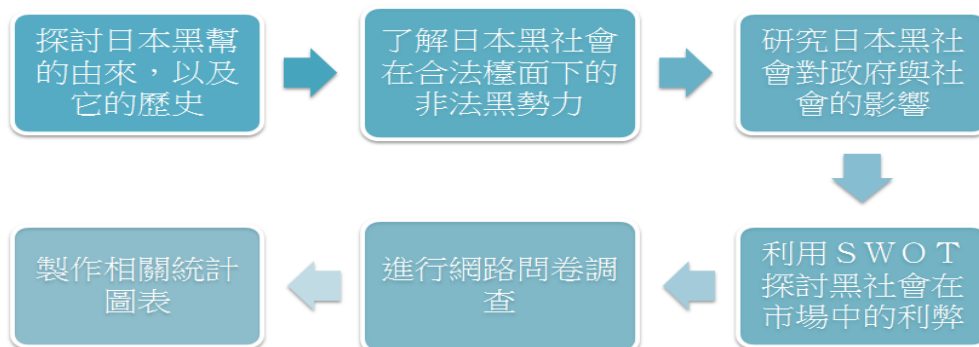 探討日本黑幫
的由來，以及
它的歷史
了解日本黑社會
在合法檯面下的
非法黑勢力
研究日本黑社
會對政府與社
會的影響
利用ＳＷＯＴ
探討黑社會在
市場中的利弊
進行網路問卷調
查
製作相關統計
圖表